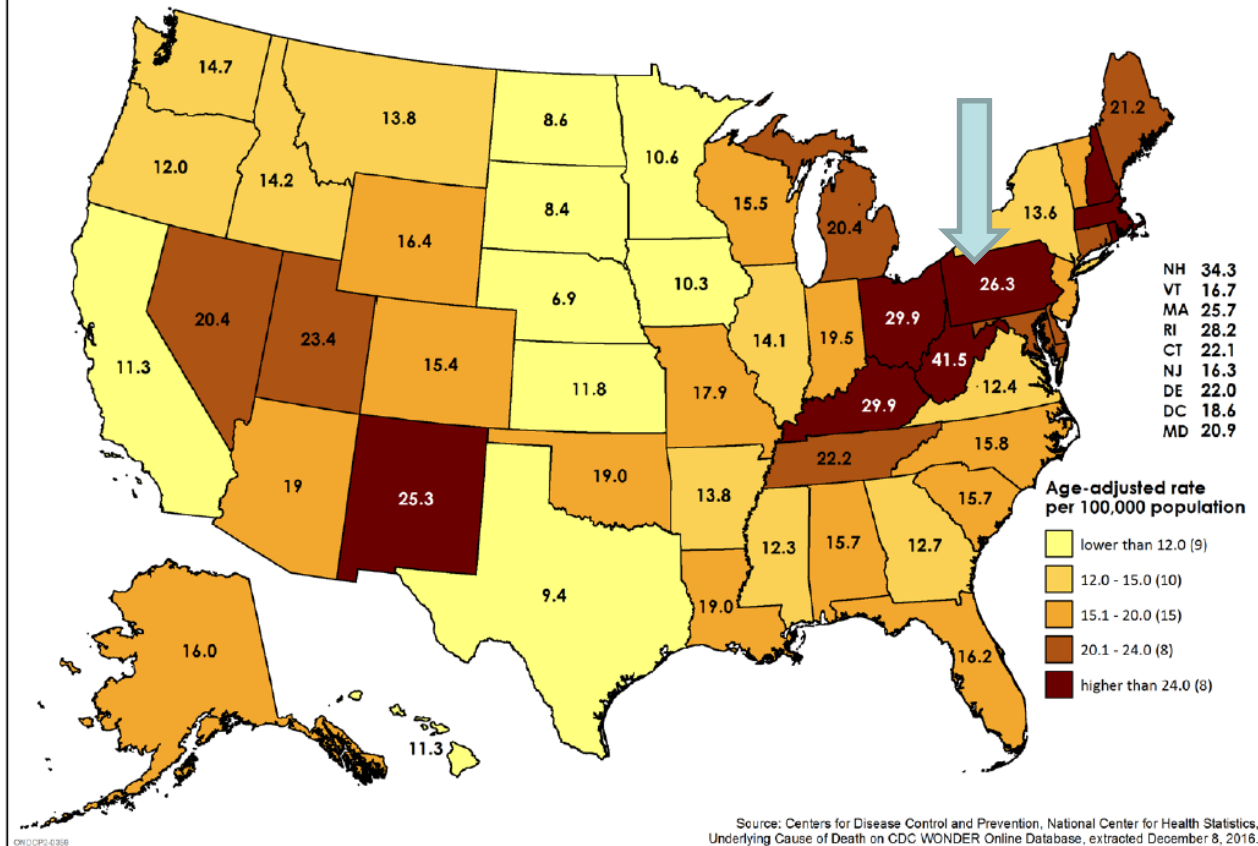 14.7
13.8
8.6
10.6
21.2
12.0
14.2
8.4
15.5
20.4
13.6
16.4
6.9
10.3
26.3
20.4
23.4
15.4
11.8
14.1
19.5
29.9
41.5
12.4
11.3
17.9
29.9
19
25.3
19.0
13.8
22.2
15.8
15.7
9.4
19.0
12.3
15.7
12.7
16.2
16.0
11.3
NH 34.3
VT 16.7
MA 25.7
RI 28.2
CT 22.1
NJ 16.3
DE 22.0
DC 18.6
MD 20.9
Age-adjusted rate
per 100,000 population
lower than 12.0 (9)
12.0 - 15.0 (10)
15.1 - 20.0 (15)
20.1 - 24.0 (8)
higher than 24.0 (8)
Source: Centers for Disease Control and Prevention, National Center for Health Statistics,
Underlying Cause of Death on CDC WONDER Online Database, extracted December 8, 2016.